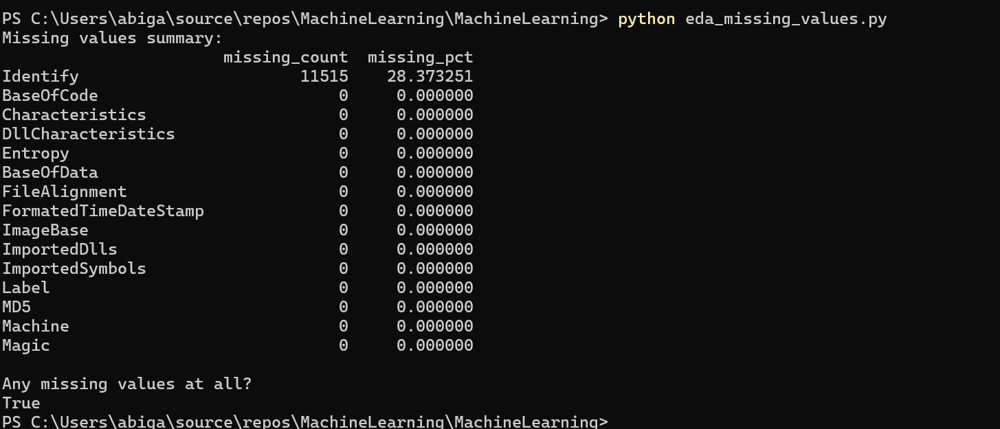 PS C:\Users\abiga\source\repos\MachineLearning\MachineLearning> python eda_missing_values.py
Missing values summary:
missing_count missing_pct
Identify 11515 28.373251
BaseOfCode 0 0.000000
Characteristics 0 0.000000
DllCharacteristics 0 0.000000
Entropy 0 0.000000
BaseOfData 0 0.000000
FileAlignment 0 0.000000
FormatedTimeDateStamp 0 0.000000
ImageBase 0 0.000000
ImportedDlls 0 0.000000
ImportedSymbols 0 0.000000
Label 0 0.000000
MD5 0 0.000000
Machine 0 0.000000
Magic 0 0.000000
Any missing values at all?
True
PS C:\Users\abiga\source\repos\MachineLearning\MachineLearning>